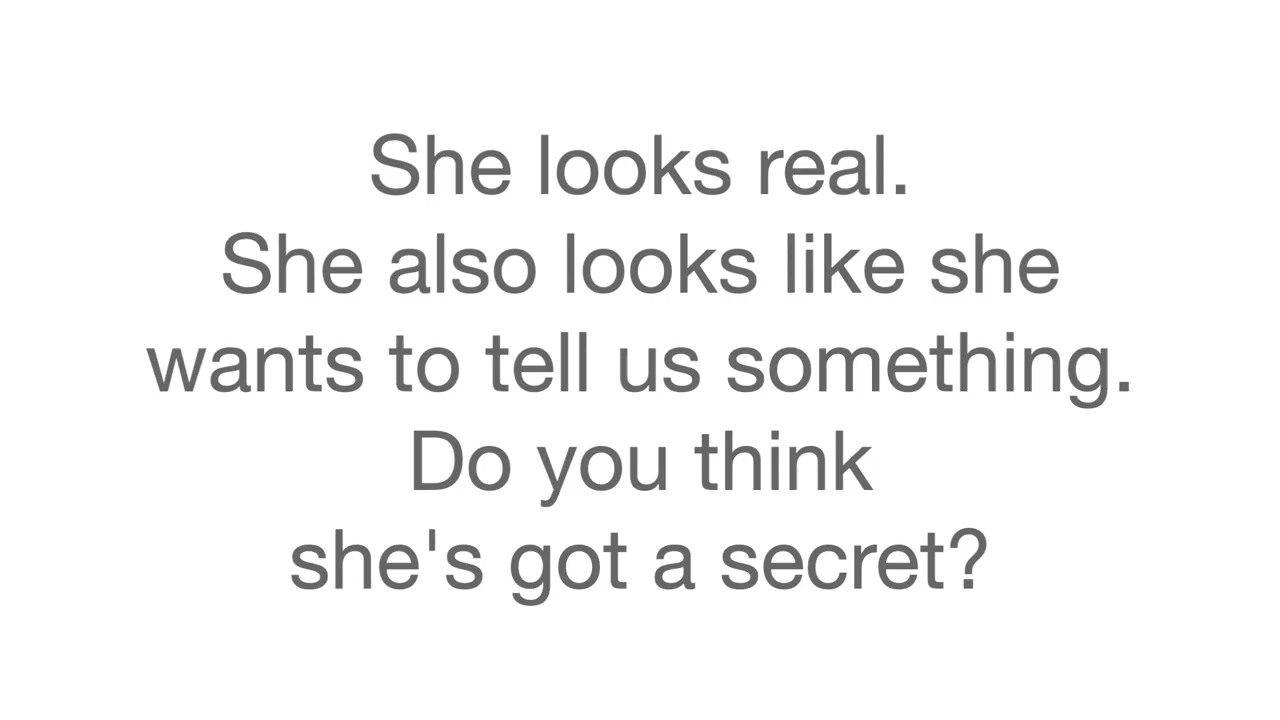 She looks real.
She also looks like she
wants to tell us something.
Do you think
she's got a secret?